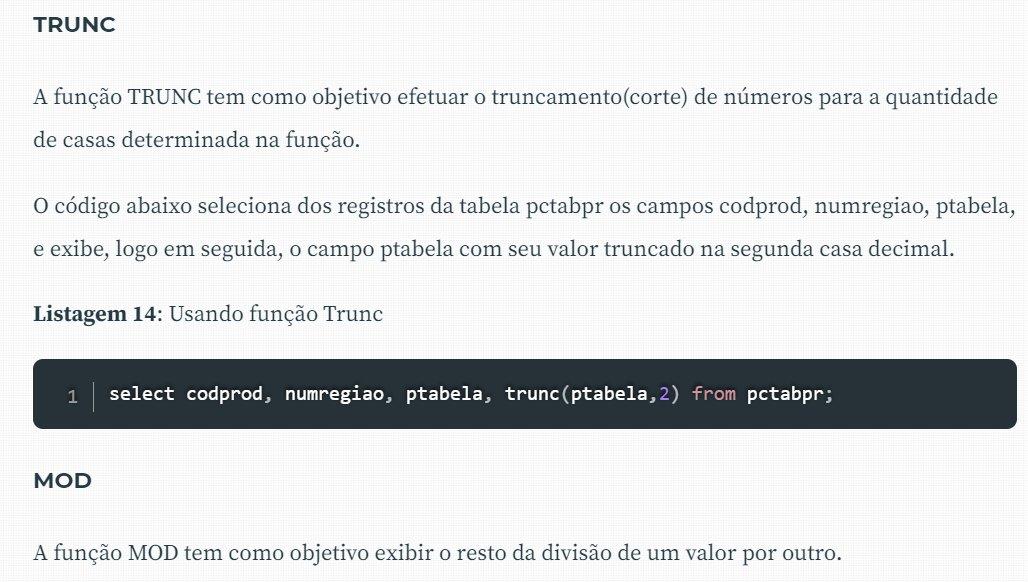 TRUNC
A função TRUNC tem como objetivo efetuar o truncamento(corte) de números para a quantidade
de casas determinada na função.
O código abaixo seleciona dos registros da tabela pctabpr os campos codprod, numregiao, ptabela,
e exibe, logo em seguida, o campo ptabela com seu valor truncado na segunda casa decimal.
Listagem 14: Usando função Trunc
1 select codprod, numregiao, ptabela, trunc(ptabela,2) from pctabpr;
MOD
A função MOD tem como objetivo exibir o resto da divisão de um valor por outro.